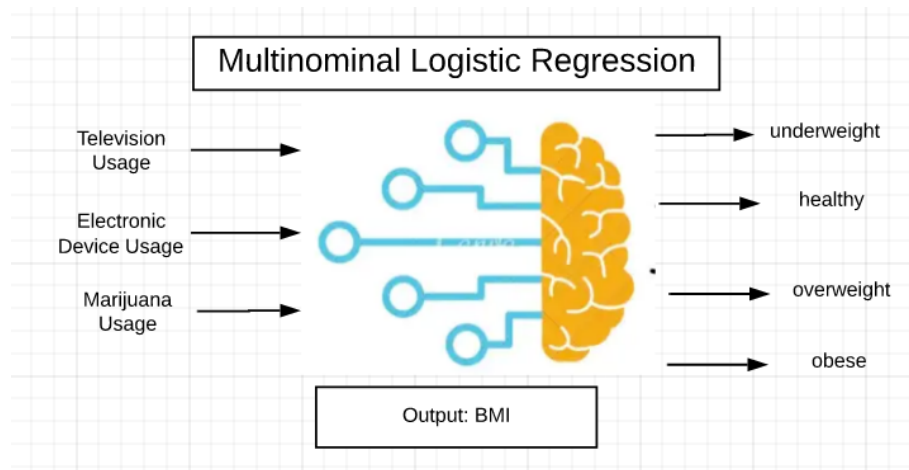 Multinominal Logistic Regression
Television
Usage
Electronic
Device Usage
Marijuana
Usage
underweight
healthy
overweight
obese
Output: BMI